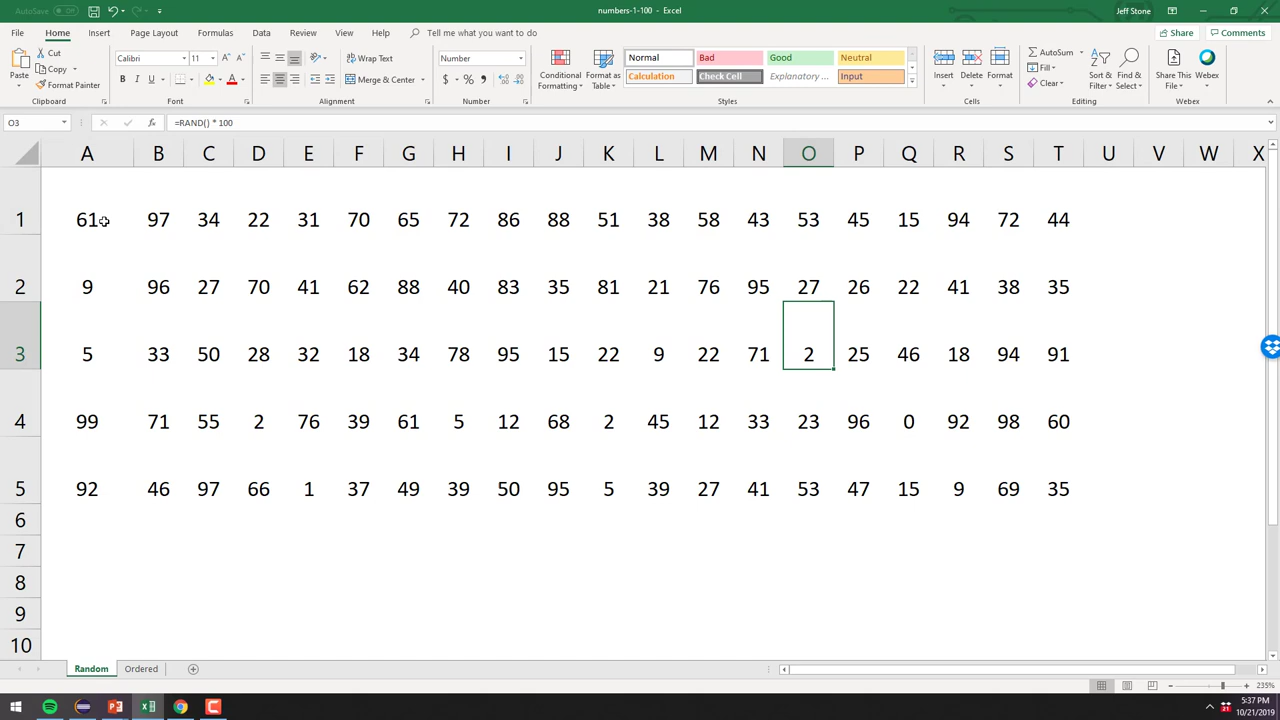 AutoSave Off
numbers-1-100 - Excel
Jeff Stone
File Home Insert Draw Page Layout Formulas Data Review View Help Tell me what you want to do Share Comments
Paste
Cut
Copy
Format Painter
Clipboard
Calibri 11
B I U
Font
Wrap Text
Merge & Center
Alignment
Number
$ % ,
Number
Conditional Formatting
Format as Table
Normal Bad Good Neutral
Calculation Check Cell Explanatory ... Input
Styles
Insert Delete Format
Cells
AutoSum
Fill
Clear
Sort & Filter
Find & Select
Editing
Share This File
Webex
Webex
O3 fx =RAND() * 100
A B C D E F G H I J K L M N O P Q R S T U V W X
1 61 97 34 22 31 70 65 72 86 88 51 38 58 43 53 45 15 94 72 44
2 9 96 27 70 41 62 88 40 83 35 81 21 76 95 27 26 22 41 38 35
3 5 33 50 28 32 18 34 78 95 15 22 9 22 71 2 25 46 18 94 91
4 99 71 55 2 76 39 61 5 12 68 2 45 12 33 23 96 0 92 98 60
5 92 46 97 66 1 37 49 39 50 95 5 39 27 41 53 47 15 9 69 35
6
7
8
9
10
Random Ordered
235%
5:37 PM
10/21/2019